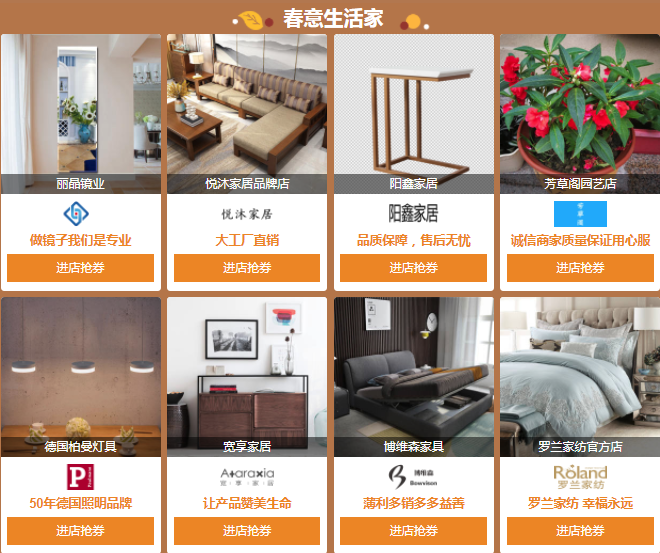 春意生活家
丽晶镜业
做镜子我们是专业
进店抢券
悦沐家居品牌店
悦沐家居
大工厂直销
进店抢券
阳鑫家居
阳鑫家居
品质保障，售后无忧
进店抢券
芳草阁园艺店
芳草阁
诚信商家质量保证用心服
进店抢券
德国柏曼灯具
P
50年德国照明品牌
进店抢券
宽享家居
A+araxia
宽享家居
让产品赞美生命
进店抢券
博维森家具
博维森
Bowvison
薄利多销多多益善
进店抢券
罗兰家纺官方店
Roland
罗兰家纺
罗兰家纺 幸福永远
进店抢券